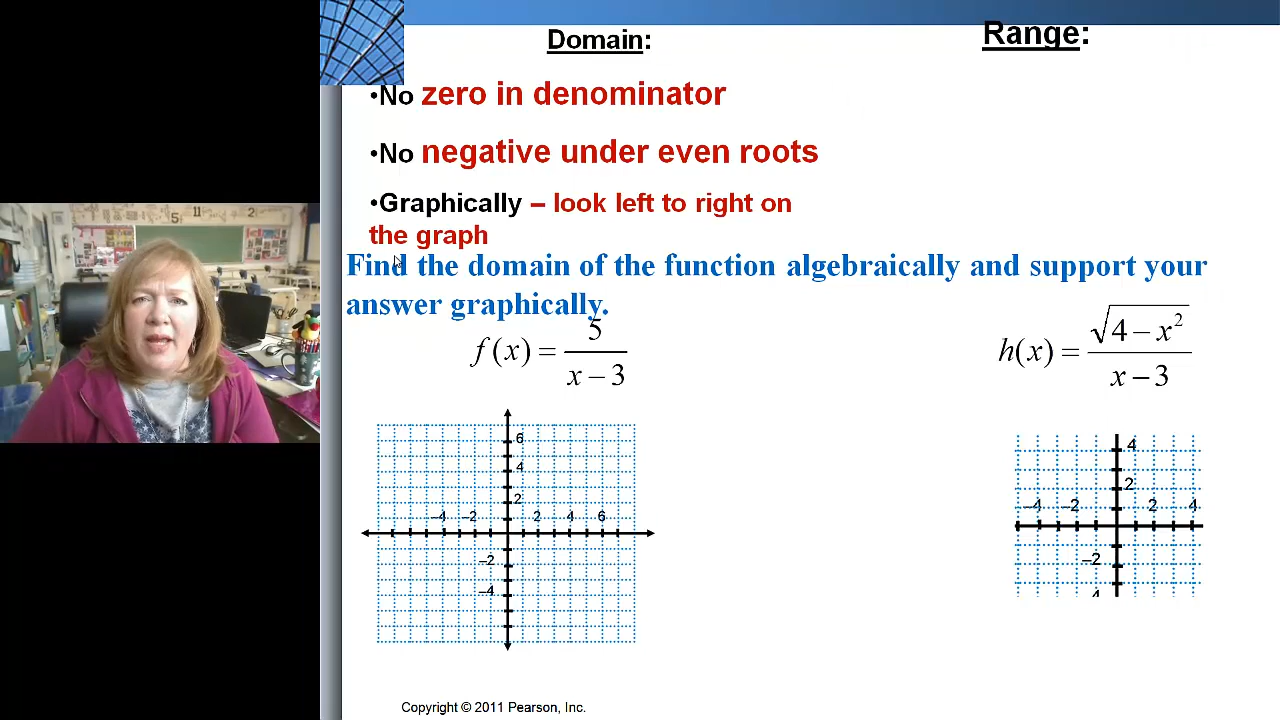 Domain:
Range:
•No zero in denominator
•No negative under even roots
•Graphically – look left to right on
the graph
Find the domain of the function algebraically and support your
answer graphically.
f(x) = 5/(x – 3)
h(x) = √(4 – x²)/(x – 3)
6
4
2
–4 –2 2 4 6
–2
–4
4
2
–4 –2 2 4
–2
Copyright © 2011 Pearson, Inc.